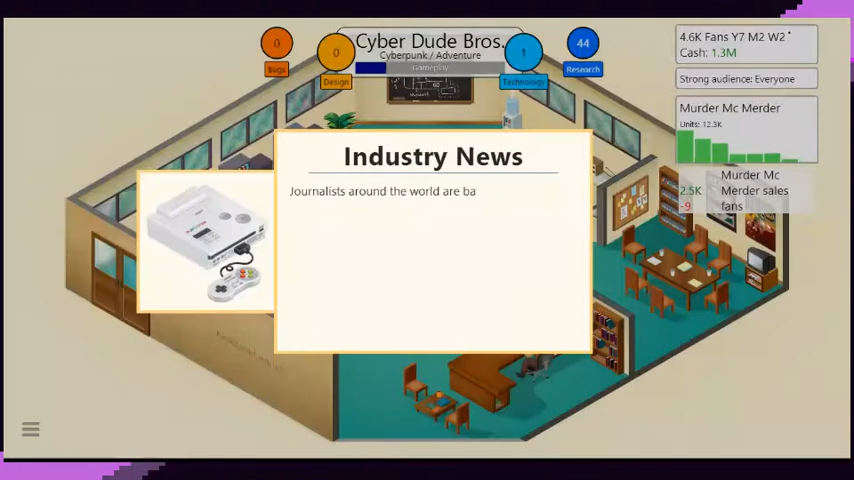 0
Bugs
0
Design
Cyber Dude Bros.
Cyberpunk / Adventure
Gameplay
1
Technology
44
Research
4.6K Fans Y7 M2 W2
Cash: 1.3M
Strong audience: Everyone
Murder Mc Merder
Units: 12.3K
2.5K
Murder Mc
Merder sales
-9
fans
Industry News
Journalists around the world are ba